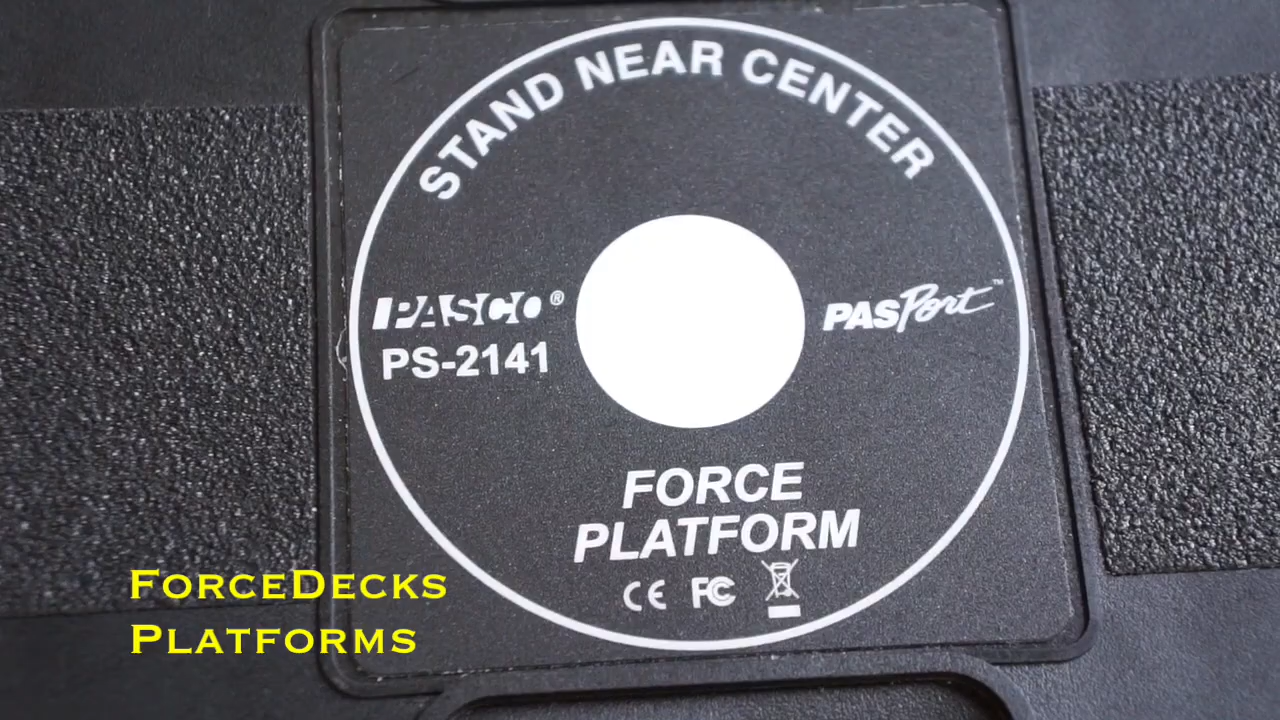 STAND NEAR CENTER
PASCO®
PS-2141
PASPort™
FORCE
PLATFORM
CE FC
ForceDecks
Platforms